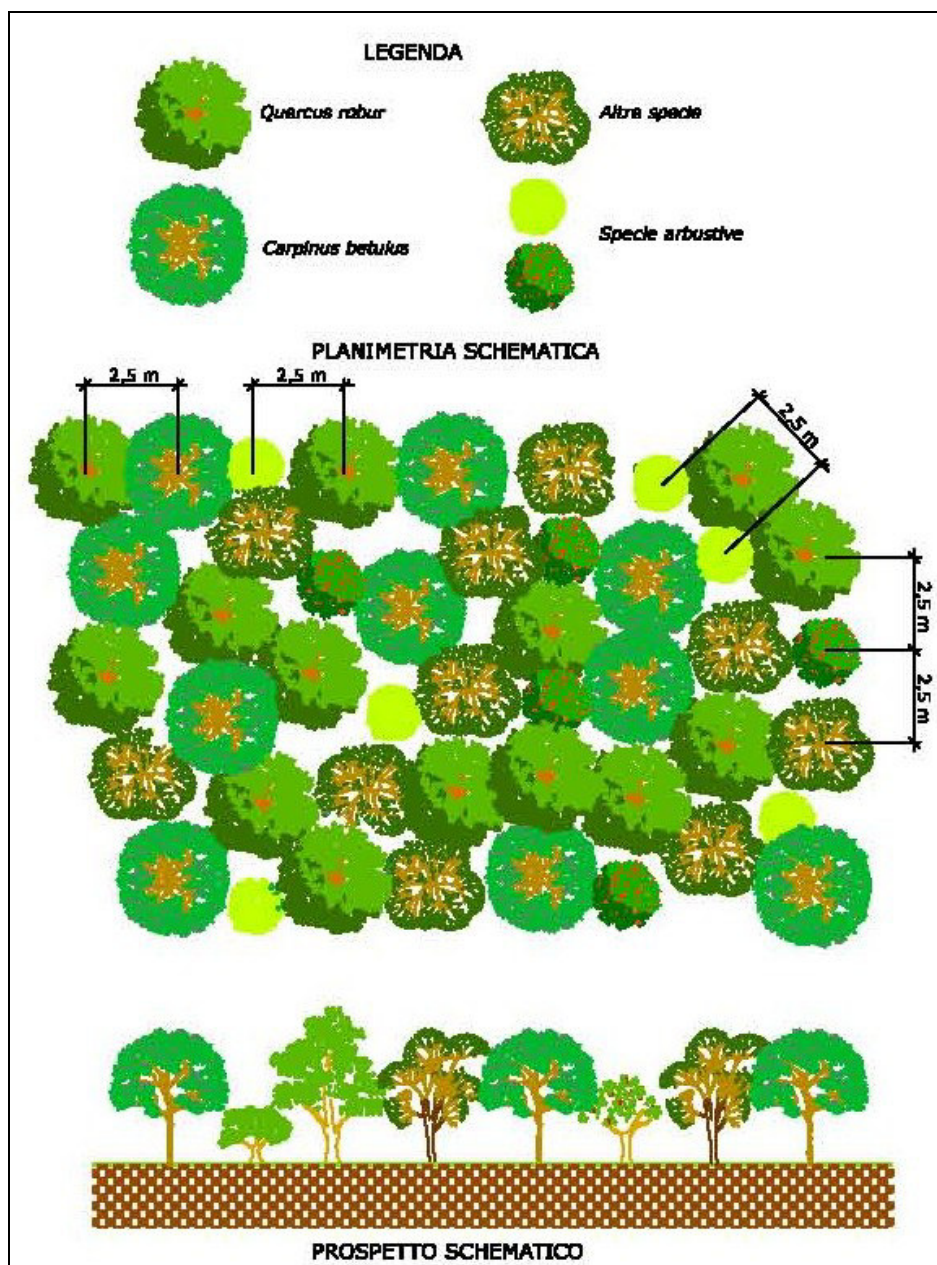 LEGENDA
Quercus robur
Altre specie
Carpinus betulus
Specie arbustive
PLANIMETRIA SCHEMATICA
2,5 m
2,5 m
2,5 m
2,5 m
2,5 m
PROSPETTO SCHEMATICO